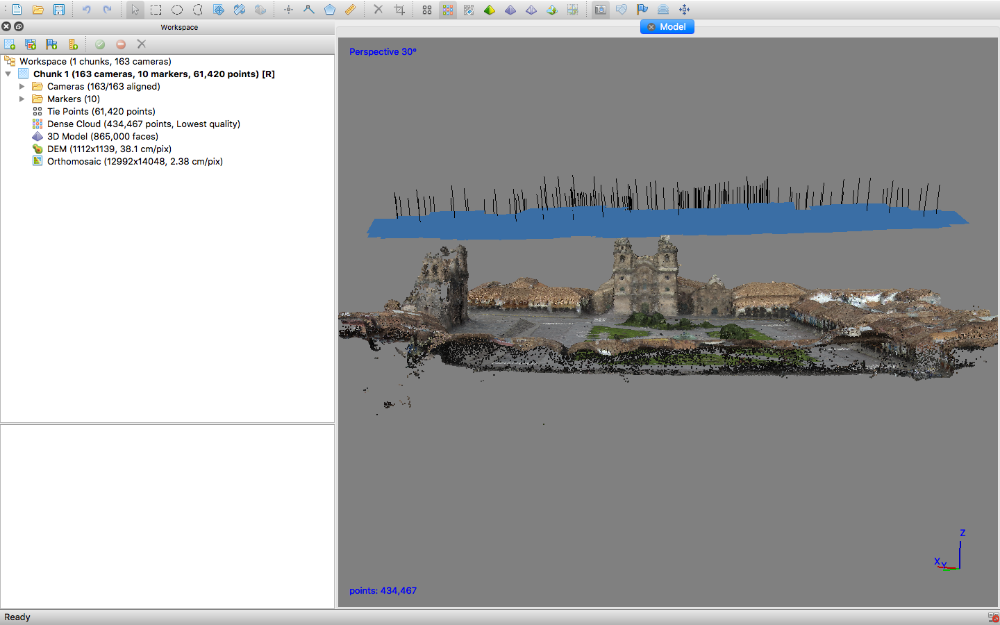 Workspace
Model
Workspace (1 chunks, 163 cameras)
Chunk 1 (163 cameras, 10 markers, 61,420 points) [R]
Cameras (163/163 aligned)
Markers (10)
Tie Points (61,420 points)
Dense Cloud (434,467 points, Lowest quality)
3D Model (865,000 faces)
DEM (1112x1139, 38.1 cm/pix)
Orthomosaic (12992x14048, 2.38 cm/pix)
Perspective 30°
Z
X
Y
points: 434,467
Ready